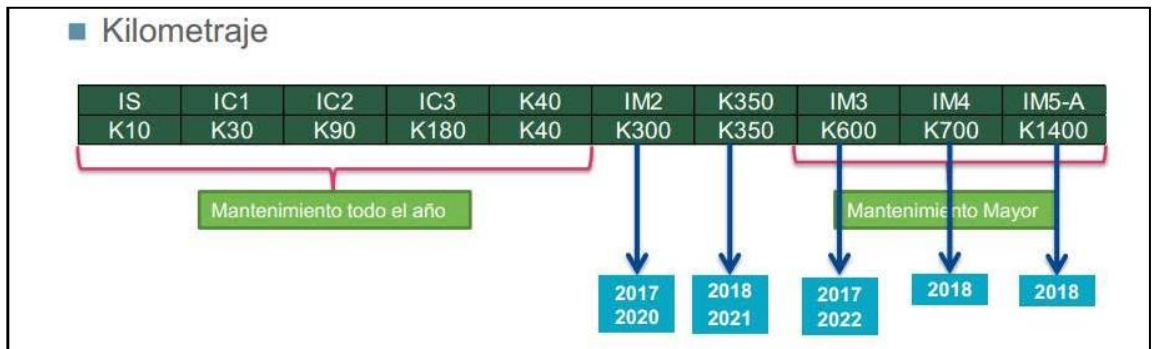 Kilometraje
IS IC1 IC2 IC3 K40 IM2 K350 IM3 IM4 IM5-A
K10 K30 K90 K180 K40 K300 K350 K600 K700 K1400
Mantenimiento todo el año
Mantenimiento Mayor
2017
2020
2018
2021
2017
2022
2018
2018